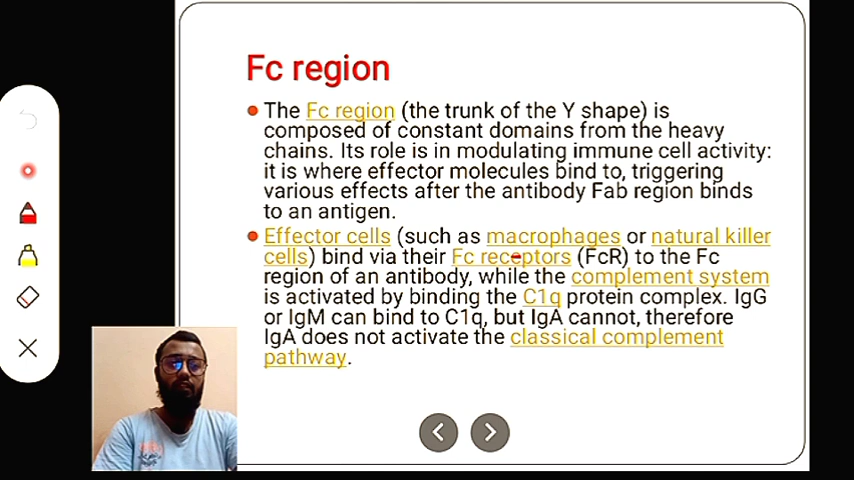 Fc region
The Fc region (the trunk of the Y shape) is
composed of constant domains from the heavy
chains. Its role is in modulating immune cell activity:
it is where effector molecules bind to, triggering
various effects after the antibody Fab region binds
to an antigen.
Effector cells (such as macrophages or natural killer
cells) bind via their Fc receptors (FcR) to the Fc
region of an antibody, while the complement system
is activated by binding the C1q protein complex. IgG
or IgM can bind to C1q, but IgA cannot, therefore
IgA does not activate the classical complement
pathway.